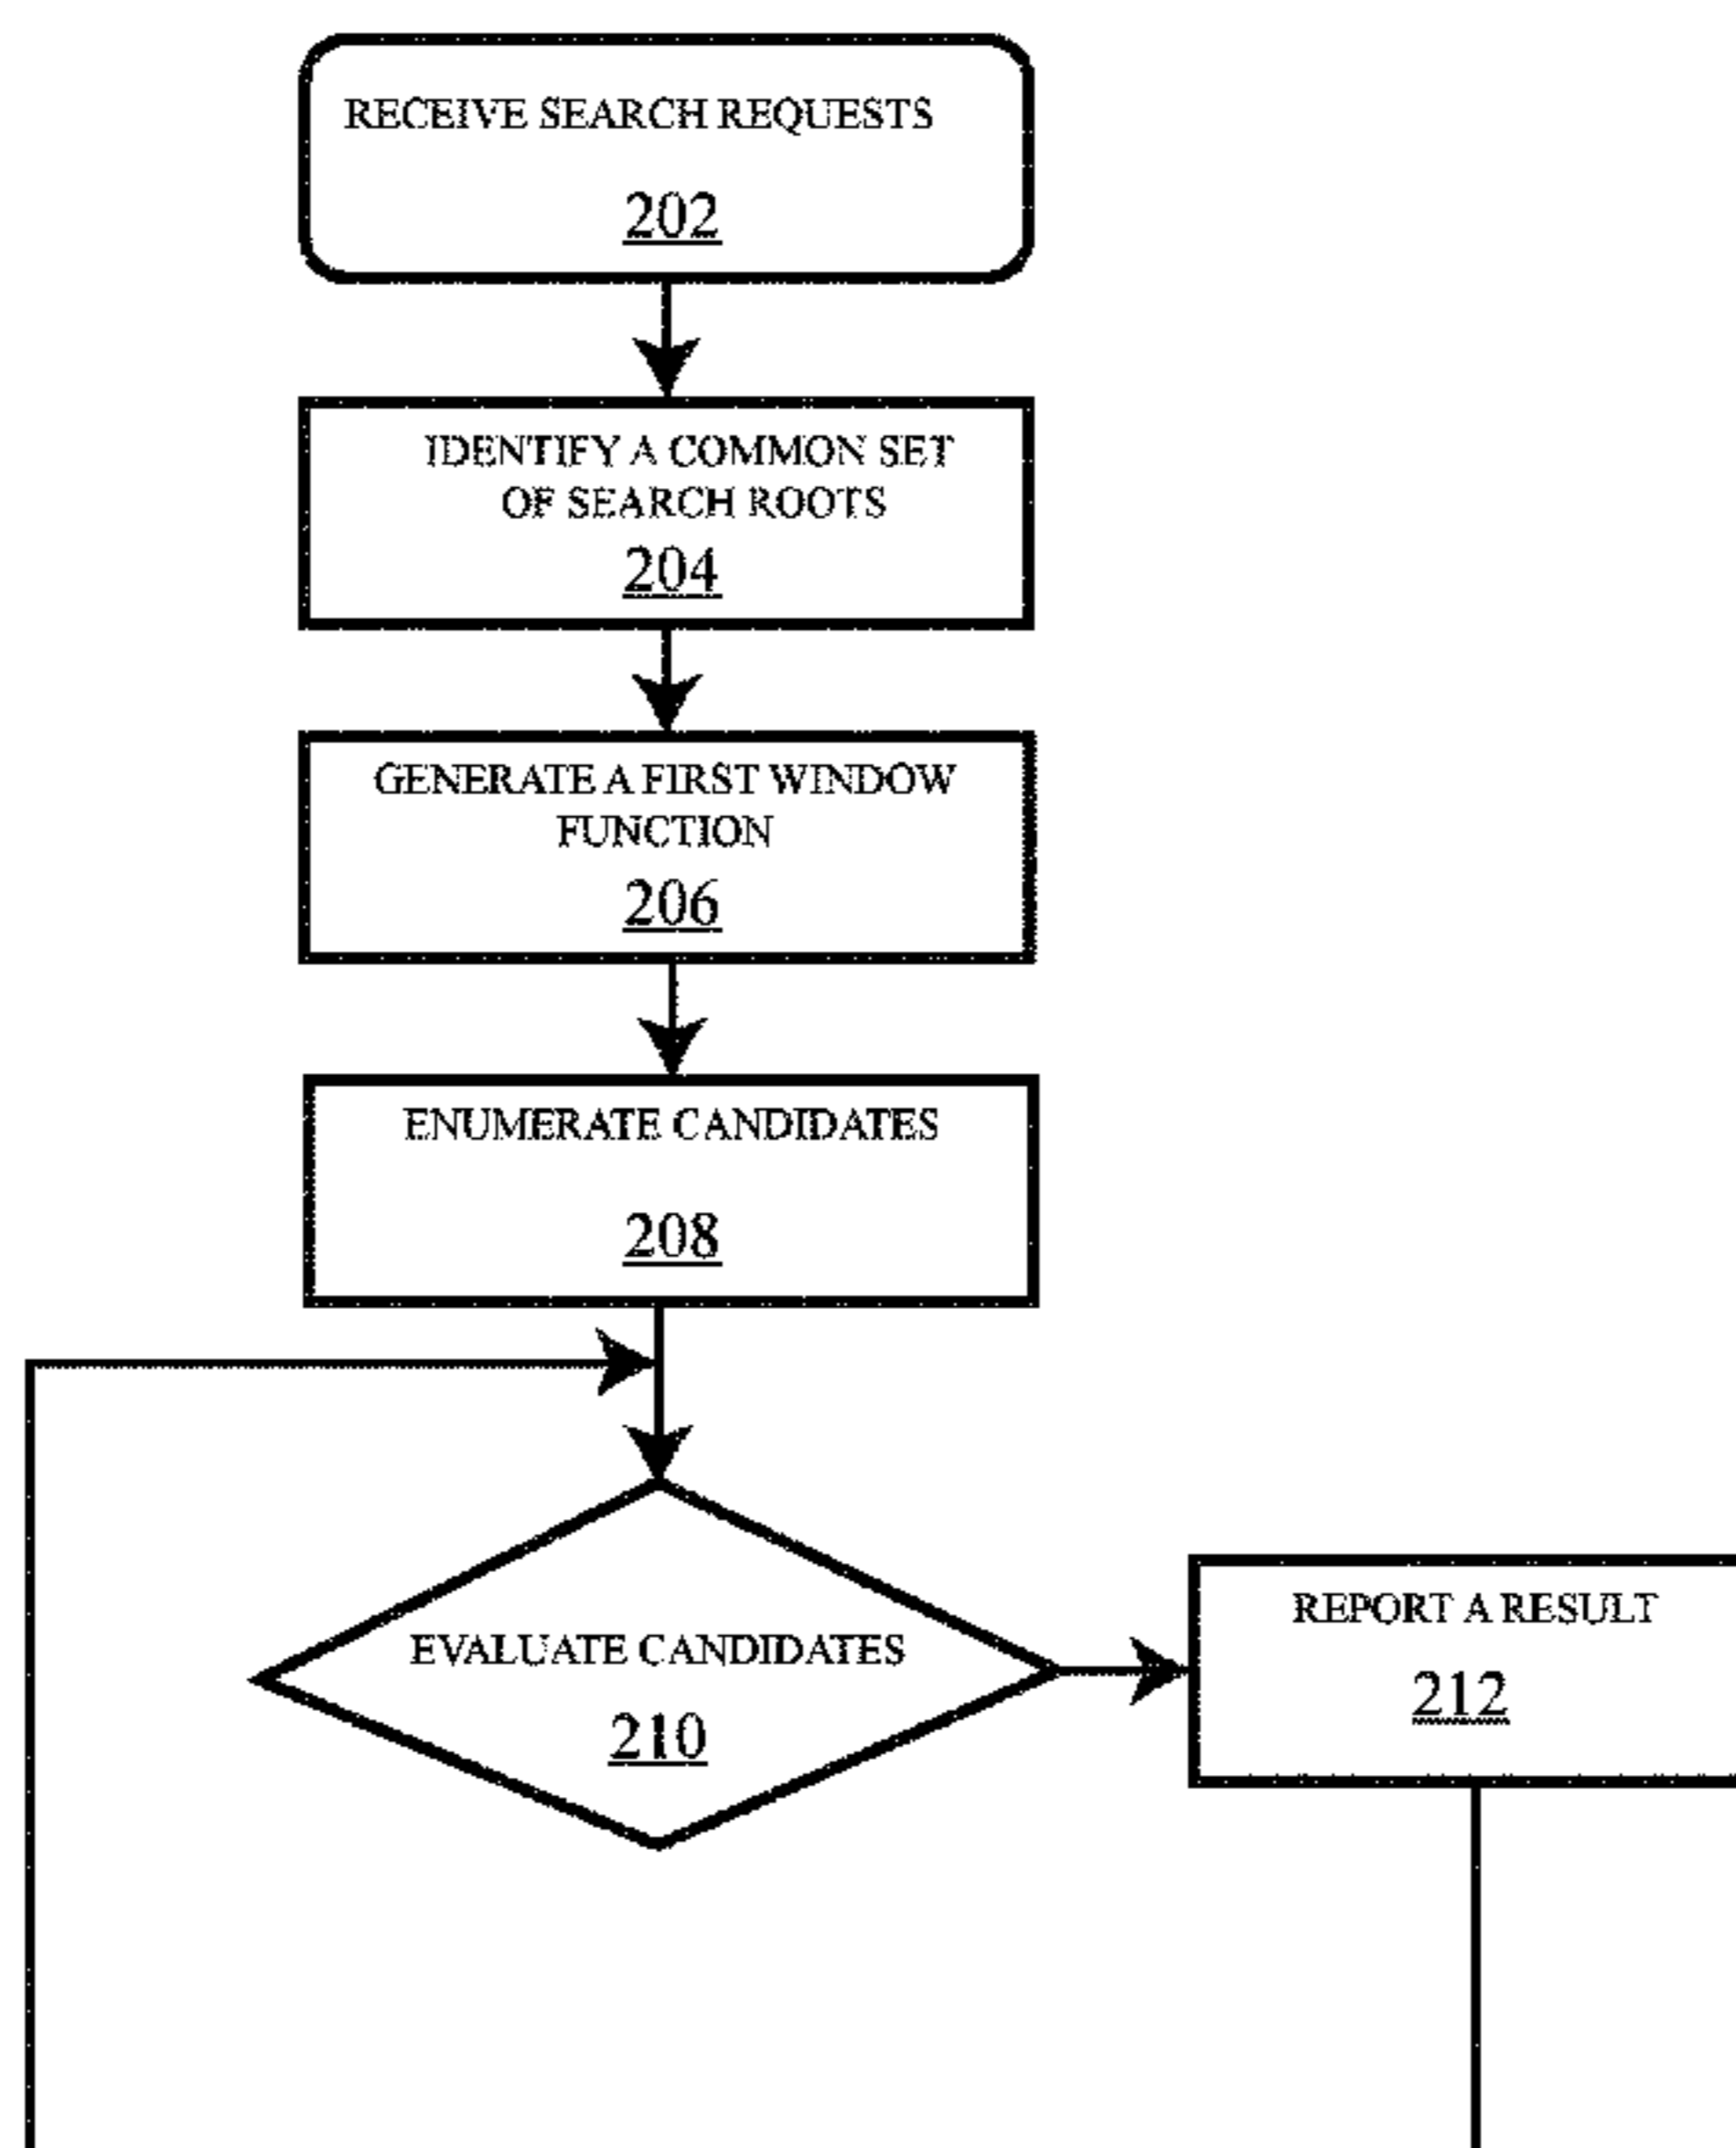 RECEIVE SEARCH REQUESTS
202
IDENTIFY A COMMON SET
OF SEARCH ROOTS
204
GENERATE A FIRST WINDOW
FUNCTION
206
ENUMERATE CANDIDATES
208
EVALUATE CANDIDATES
210
REPORT A RESULT
212